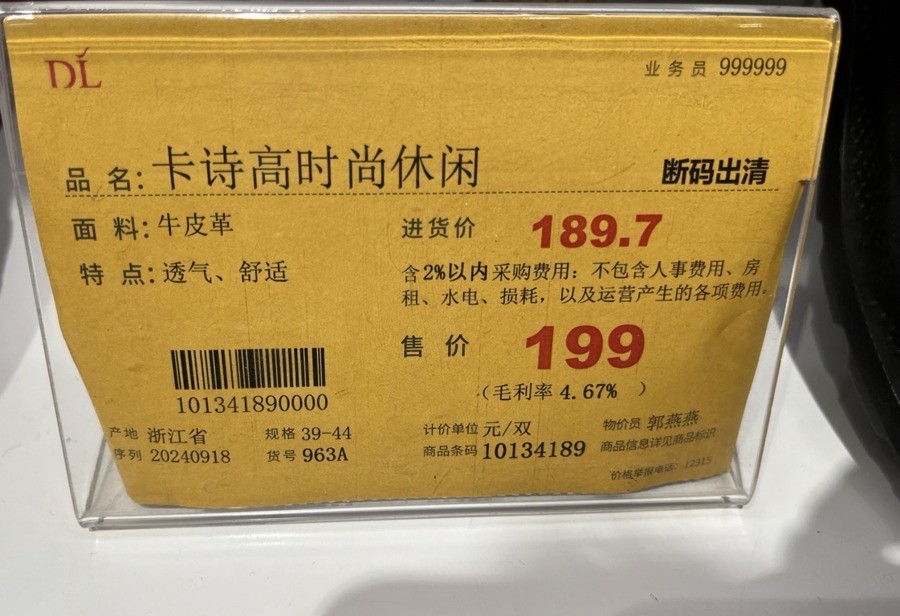 DL
业务员 999999
品 名: 卡诗高时尚休闲
断码出清
面 料: 牛皮革
进货价 189.7
特 点: 透气、舒适
含2%以内采购费用: 不包含人事费用、房
租、水电、损耗, 以及运营产生的各项费用。
售 价 199
(毛利率 4.67% )
101341890000
产地 浙江省
规格 39-44
计价单位 元/双
物价员 郭燕燕
序列 20240918
货号 963A
商品条码 10134189
商品信息详见商品标识
价格举报电话: 12315